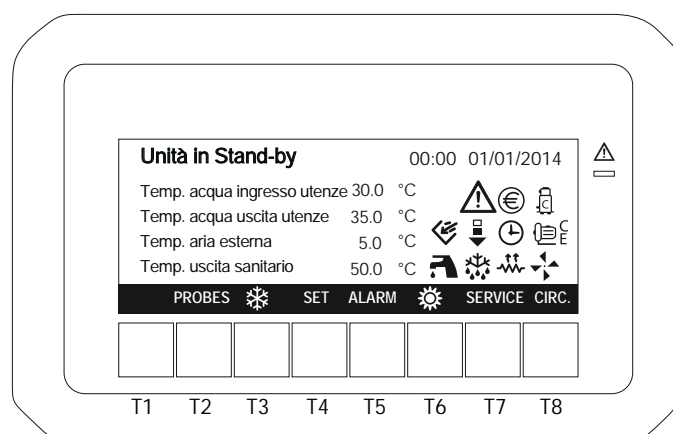 Unità in Stand-by 00:00 01/01/2014
Temp. acqua ingresso utenze 30.0 °C
Temp. acqua uscita utenze 35.0 °C
Temp. aria esterna 5.0 °C
Temp. uscita sanitario 50.0 °C
€ C
C E
PROBES SET ALARM SERVICE CIRC.
T1 T2 T3 T4 T5 T6 T7 T8